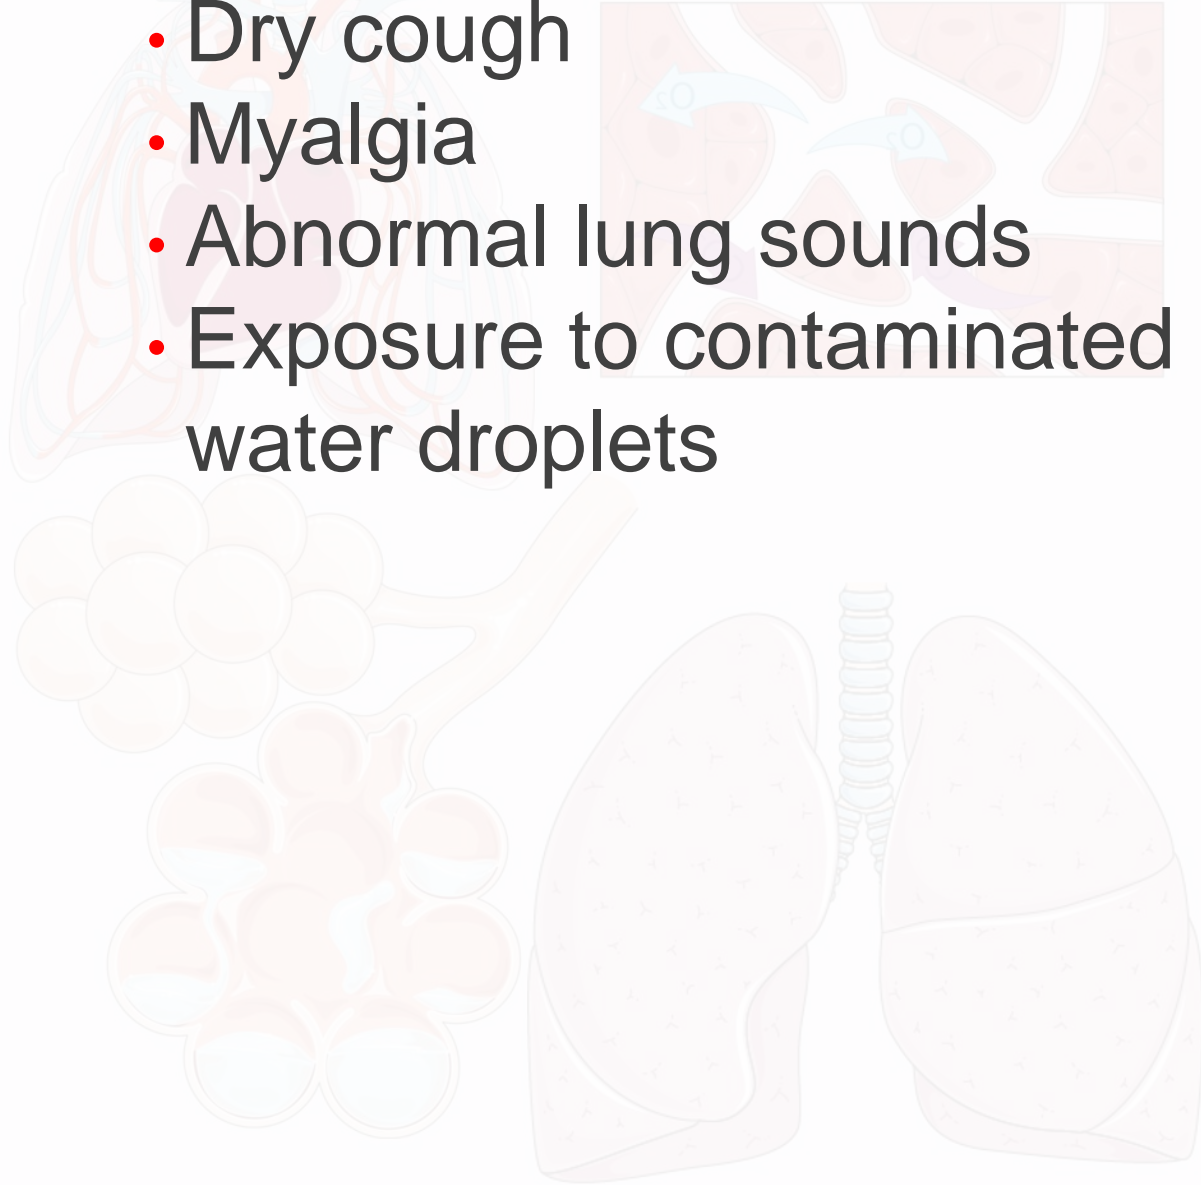 • Dry cough
• Myalgia
• Abnormal lung sounds
• Exposure to contaminated
water droplets